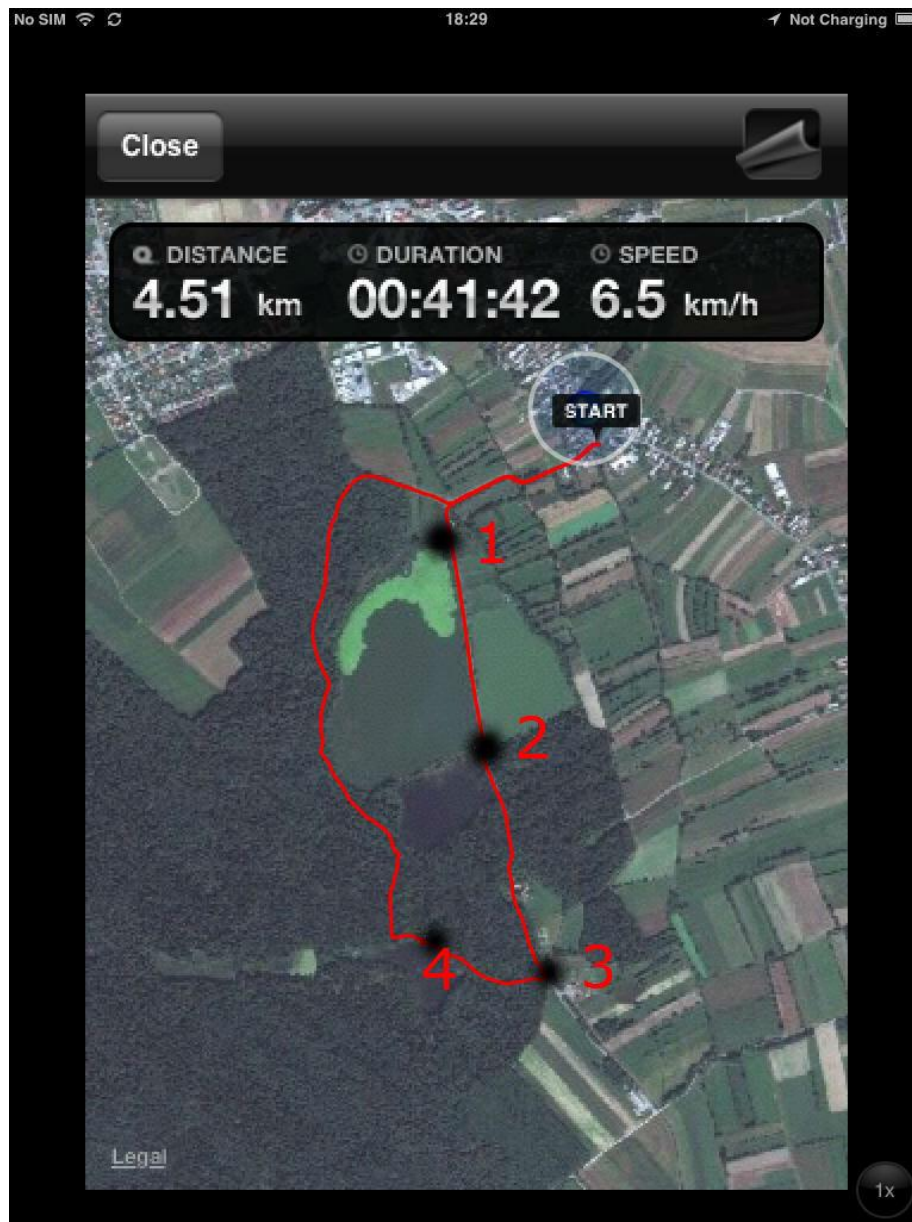 No SIM 18:29 Not Charging
Close
DISTANCE DURATION SPEED
4.51 km 00:41:42 6.5 km/h
START
1
2
3
4
Legal
1x